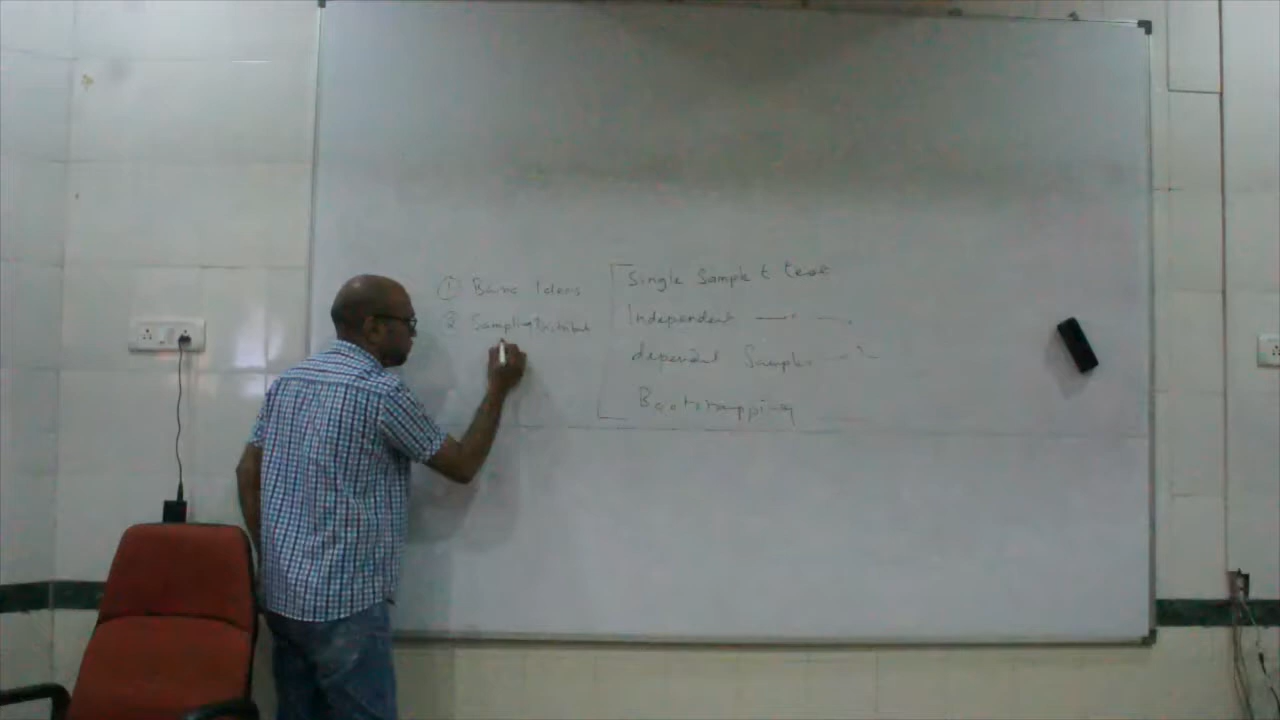 ① Basic Ideas
② Sampling Distribut
Single Sample t test
Independent —〃— —.
dependent Samples —〃—
Bootstrapping